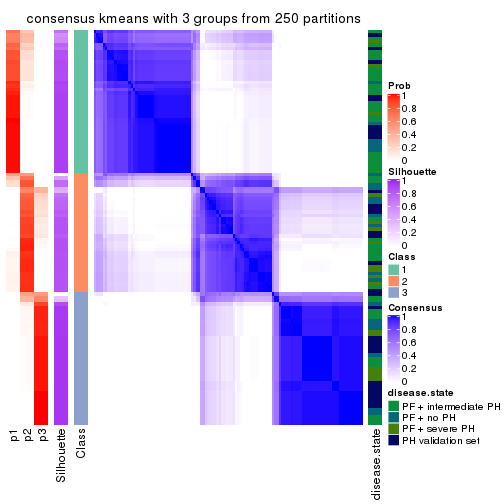 consensus kmeans with 3 groups from 250 partitions
Prob
1
0.8
0.6
0.4
0.2
0
Silhouette
1
0.8
0.6
0.4
0.2
0
Class
1
2
3
Consensus
1
0.8
0.6
0.4
0.2
0
disease.state
PF + intermediate PH
PF + no PH
PF + severe PH
PH validation set
p1
p2
p3
Silhouette
Class
disease.state